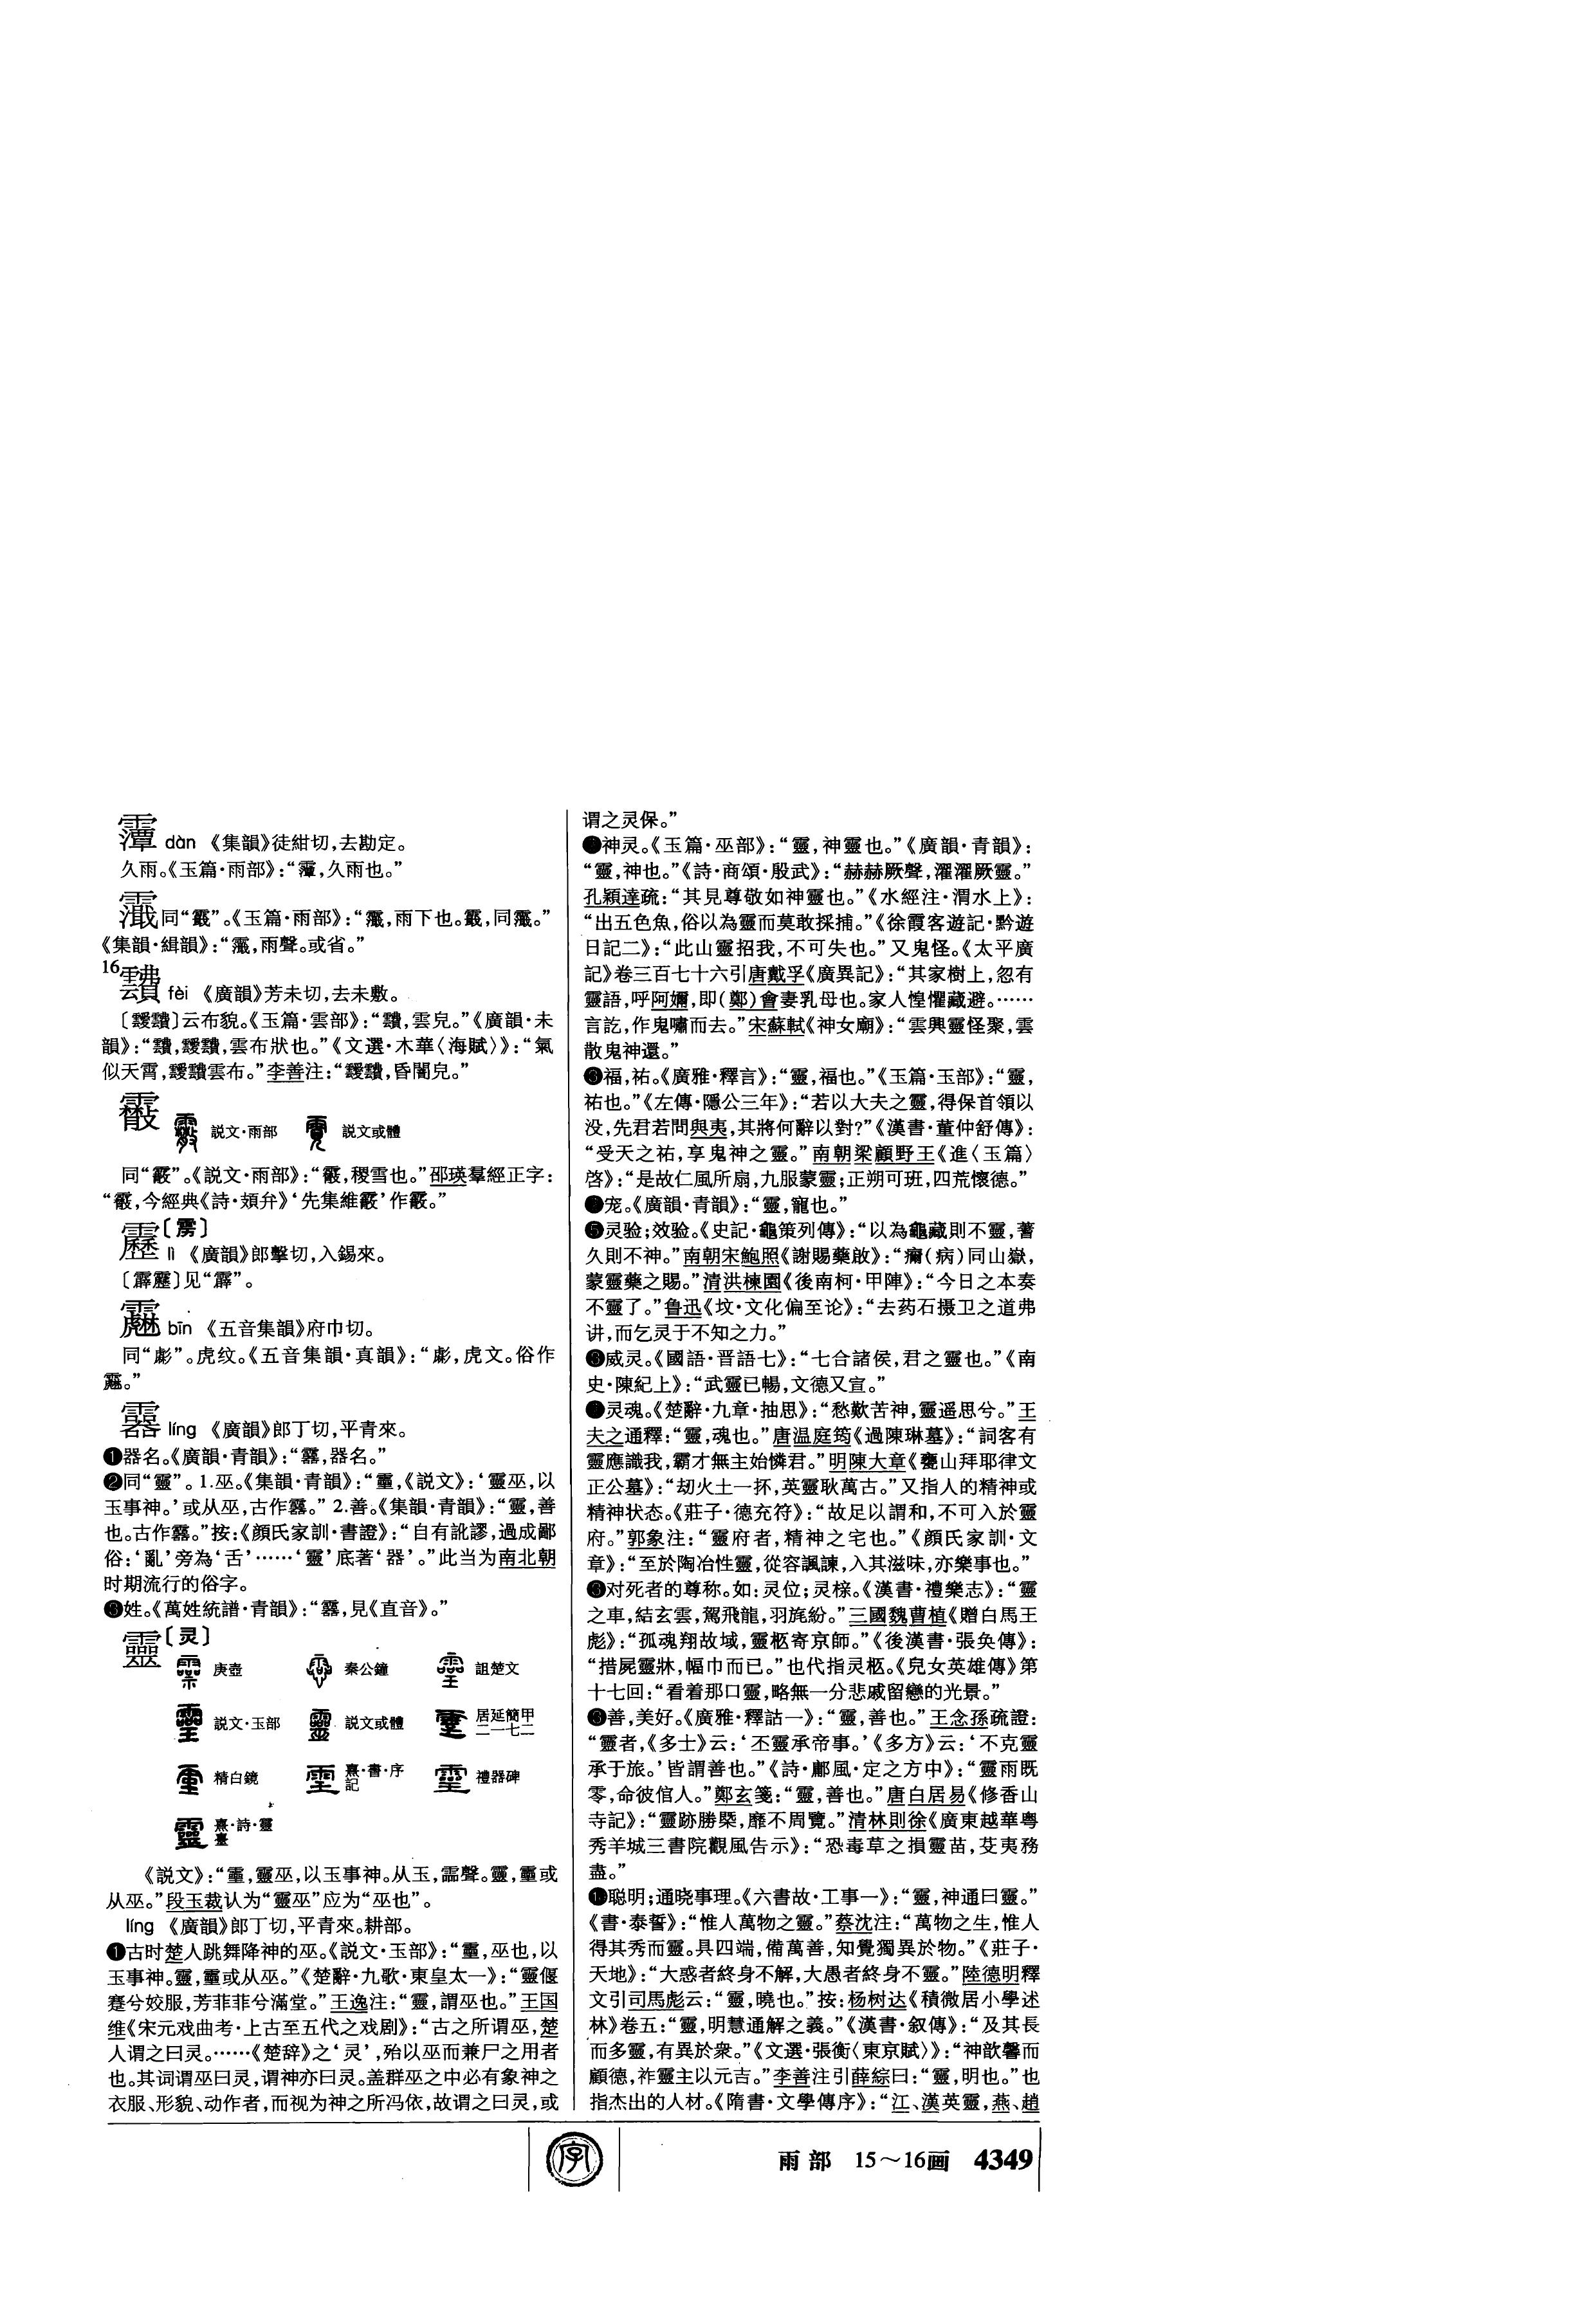 dàn 《集韻》徒紺切,去勘定。
久雨。《玉篇·雨部》:“霮,久雨也。”
同“霵”。《玉篇·雨部》:“,雨下也。霵,同。”
《集韻·緝韻》:“,雨聲。或省。”
16
fèi 《廣韻》芳未切,去未敷。
〔靉靅〕云布貌。《玉篇·雲部》:“靅,雲皃。”《廣韻·未
韻》:“靅,靉靅,雲布狀也。”《文選·木華〈海賦〉》:“氣
似天霄,靉靅雲布。”李善注:“靉靅,昏闇皃。”
説文·雨部 説文或體
同“霰”。《説文·雨部》:“霰,稷雪也。”邵瑛羣經正字:
“,今經典《詩·頍弁》‘先集維霰’作霰。”
靂〔雳〕
lì 《廣韻》郎擊切,入錫來。
〔霹靂〕见“霹”。
bīn 《五音集韻》府巾切。
同“彪”。虎纹。《五音集韻·真韻》:“,虎文。俗作
。”
líng 《廣韻》郎丁切,平青來。
❶器名。《廣韻·青韻》:“,器名。”
❷同“靈”。1.巫。《集韻·青韻》:“靈,《説文》:‘靈巫,以
玉事神。’或从巫,古作。”2.善。《集韻·青韻》:“靈,善
也。古作。”按:《顔氏家訓·書證》:“自有訛謬,過成鄙
俗:‘亂’旁為‘舌’……‘靈’底著‘器’。”此当为南北朝
时期流行的俗字。
❸姓。《萬姓統譜·青韻》:“,見《直音》。”
靈〔灵〕
庚壺 秦公鐘 詛楚文
説文·玉部 説文或體 居延簡甲二一七二
精白鏡 熹·書·序記 禮器碑
熹·詩·靈臺
《説文》:“靈,靈巫,以玉事神。从玉,霝聲。靈,靈或
从巫。”段玉裁认为“靈巫”应为“巫也”。
líng 《廣韻》郎丁切,平青來。耕部。
❶古时楚人跳舞降神的巫。《説文·玉部》:“靈,巫也,以
玉事神。靈,靈或从巫。”《楚辭·九歌·東皇太一》:“靈偃
蹇兮姣服,芳菲菲兮滿堂。”王逸注:“靈,謂巫也。”王国
维《宋元戏曲考·上古至五代之戏剧》:“古之所谓巫,楚
人谓之曰灵。……《楚辞》之‘灵’,殆以巫而兼尸之用者
也。其词谓巫曰灵,谓神亦曰灵。盖群巫之中必有象神之
衣服、形貌、动作者,而视为神之所冯依,故谓之曰灵,或
谓之灵保。”
❷神灵。《玉篇·巫部》:“靈,神靈也。”《廣韻·青韻》:
“靈,神也。”《詩·商頌·殷武》:“赫赫厥聲,濯濯厥靈。”
孔穎達疏:“其見尊敬如神靈也。”《水經注·渭水上》:
“出五色魚,俗以為靈而莫敢採捕。”《徐霞客遊記·黔遊
日記二》:“此山靈招我,不可失也。”又鬼怪。《太平廣
記》卷三百七十六引唐戴孚《廣異記》:“其家樹上,忽有
靈語,呼阿嬭,即(鄭)會妻乳母也。家人惶懼藏避。……
言訖,作鬼嘯而去。”宋蘇軾《神女廟》:“雲興靈怪聚,雲
散鬼神還。”
❸福,祐。《廣雅·釋言》:“靈,福也。”《玉篇·玉部》:“靈,
祐也。”《左傳·隱公三年》:“若以大夫之靈,得保首領以
没,先君若問與夷,其將何辭以對?”《漢書·董仲舒傳》:
“受天之祐,享鬼神之靈。”南朝梁顧野王《進〈玉篇〉
啓》:“是故仁風所扇,九服蒙靈;正朔可班,四荒懷德。”
❹宠。《廣韻·青韻》:“靈,寵也。”
❺灵验;效验。《史記·龜策列傳》:“以為龜藏則不靈,蓍
久則不神。”南朝宋鮑照《謝賜藥啟》:“癘(病)同山嶽,
蒙靈藥之賜。”清洪楝園《後南柯·甲陣》:“今日之本奏
不靈了。”鲁迅《坟·文化偏至论》:“去药石摄卫之道弗
讲,而乞灵于不知之力。”
❻威灵。《國語·晋語七》:“七合諸侯,君之靈也。”《南
史·陳紀上》:“武靈已暢,文德又宣。”
❼灵魂。《楚辭·九章·抽思》:“愁歎苦神,靈遥思兮。”王
夫之通釋:“靈,魂也。”唐温庭筠《過陳琳墓》:“詞客有
靈應識我,霸才無主始憐君。”明陳大章《甕山拜耶律文
正公墓》:“劫火土一抔,英靈耿萬古。”又指人的精神或
精神状态。《莊子·德充符》:“故足以謂和,不可入於靈
府。”郭象注:“靈府者,精神之宅也。”《顔氏家訓·文
章》:“至於陶冶性靈,從容諷諫,入其滋味,亦樂事也。”
❽对死者的尊称。如:灵位;灵榇。《漢書·禮樂志》:“靈
之車,結玄雲,駕飛龍,羽旄紛。”三國魏曹植《贈白馬王
彪》:“孤魂翔故域,靈柩寄京師。”《後漢書·張奂傳》:
“措屍靈牀,幅巾而已。”也代指灵柩。《兒女英雄傳》第
十七回:“看着那口靈,略無一分悲戚留戀的光景。”
❾善,美好。《廣雅·釋詁一》:“靈,善也。”王念孫疏證:
“靈者,《多士》云:‘丕靈承帝事。’《多方》云:‘不克靈
承于旅。’皆謂善也。”《詩·鄘風·定之方中》:“靈雨既
零,命彼倌人。”鄭玄箋:“靈,善也。”唐白居易《修香山
寺記》:“靈跡勝槩,靡不周覽。”清林則徐《廣東越華粤
秀羊城三書院觀風告示》:“恐毒草之損靈苗,芟夷務
盡。”
❿聪明;通晓事理。《六書故·工事一》:“靈,神通曰靈。”
《書·泰誓》:“惟人萬物之靈。”蔡沈注:“萬物之生,惟人
得其秀而靈。具四端,備萬善,知覺獨異於物。”《莊子·
天地》:“大惑者終身不解,大愚者終身不靈。”陸德明釋
文引司馬彪云:“靈,曉也。”按:杨树达《積微居小學述
林》卷五:“靈,明慧通解之義。”《漢書·叙傳》:“及其長
而多靈,有異於衆。”《文選·張衡〈東京賦〉》:“神歆馨而
顧德,祚靈主以元吉。”李善注引薛綜曰:“靈,明也。”也
指杰出的人材。《隋書·文學傳序》:“江、漢英靈,燕、趙
字
雨部 15～16画 4349